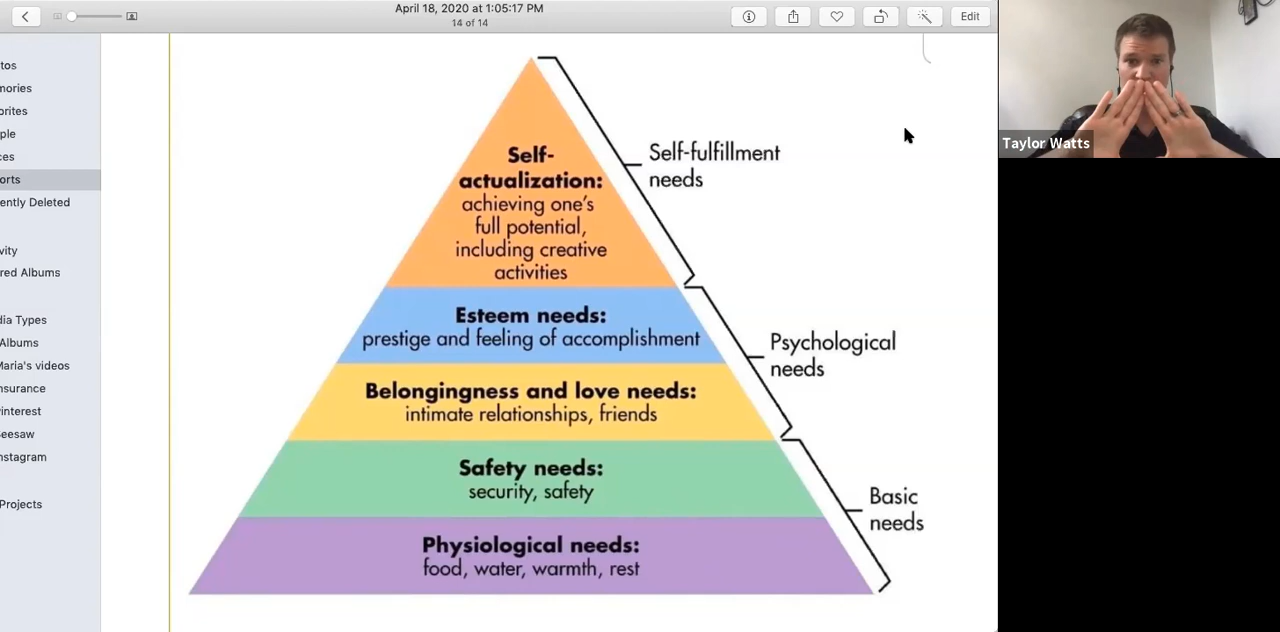 April 18, 2020 at 1:05:17 PM
14 of 14
Edit
tos
mories
orites
ple
ces
orts
ently Deleted
vity
red Albums
dia Types
Albums
Maria's videos
nsurance
interest
Seesaw
nstagram
Projects
Self-
actualization:
achieving one's
full potential,
including creative
activities
Self-fulfillment
needs
Esteem needs:
prestige and feeling of accomplishment
Psychological
needs
Belongingness and love needs:
intimate relationships, friends
Safety needs:
security, safety
Basic
needs
Physiological needs:
food, water, warmth, rest
Taylor Watts